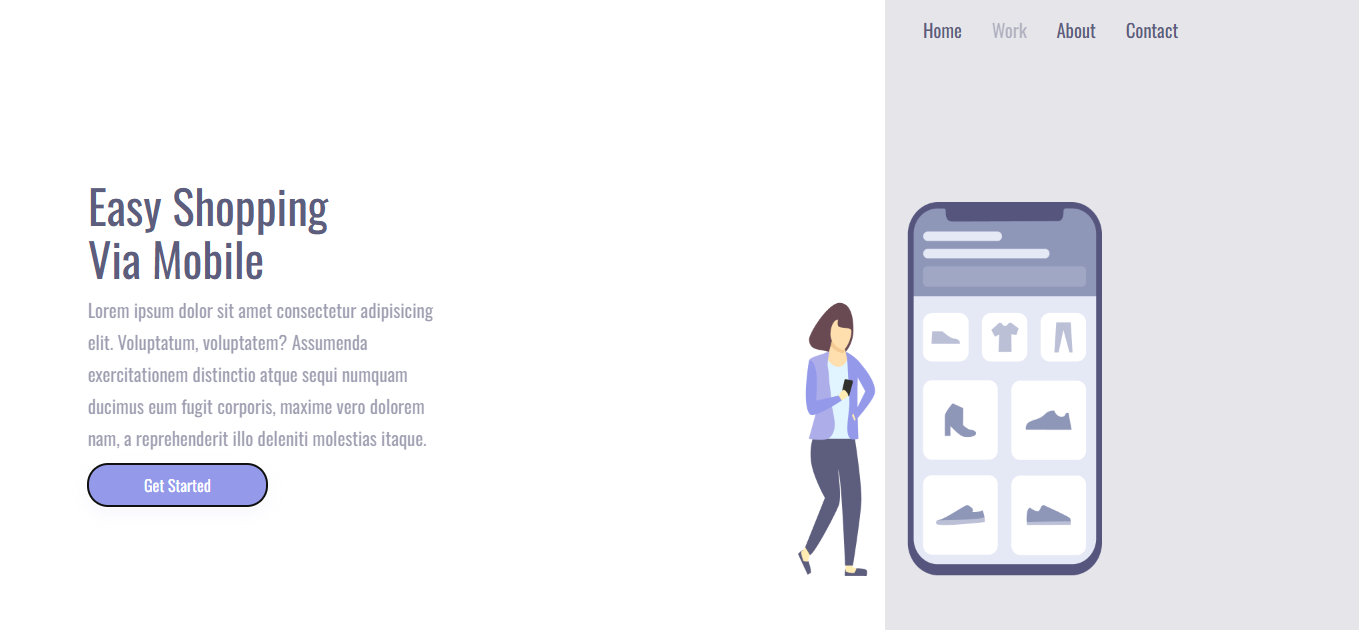 Home Work About Contact
Easy Shopping
Via Mobile
Lorem ipsum dolor sit amet consectetur adipisicing
elit. Voluptatum, voluptatem? Assumenda
exercitationem distinctio atque sequi numquam
ducimus eum fugit corporis, maxime vero dolorem
nam, a reprehenderit illo deleniti molestias itaque.
Get Started